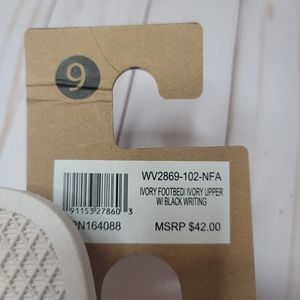 9
WV2869-102-NFA
IVORY FOOTBED/ IVORY UPPER
W/ BLACK WRITING
91153 27860 3
PN164088 MSRP $42.00